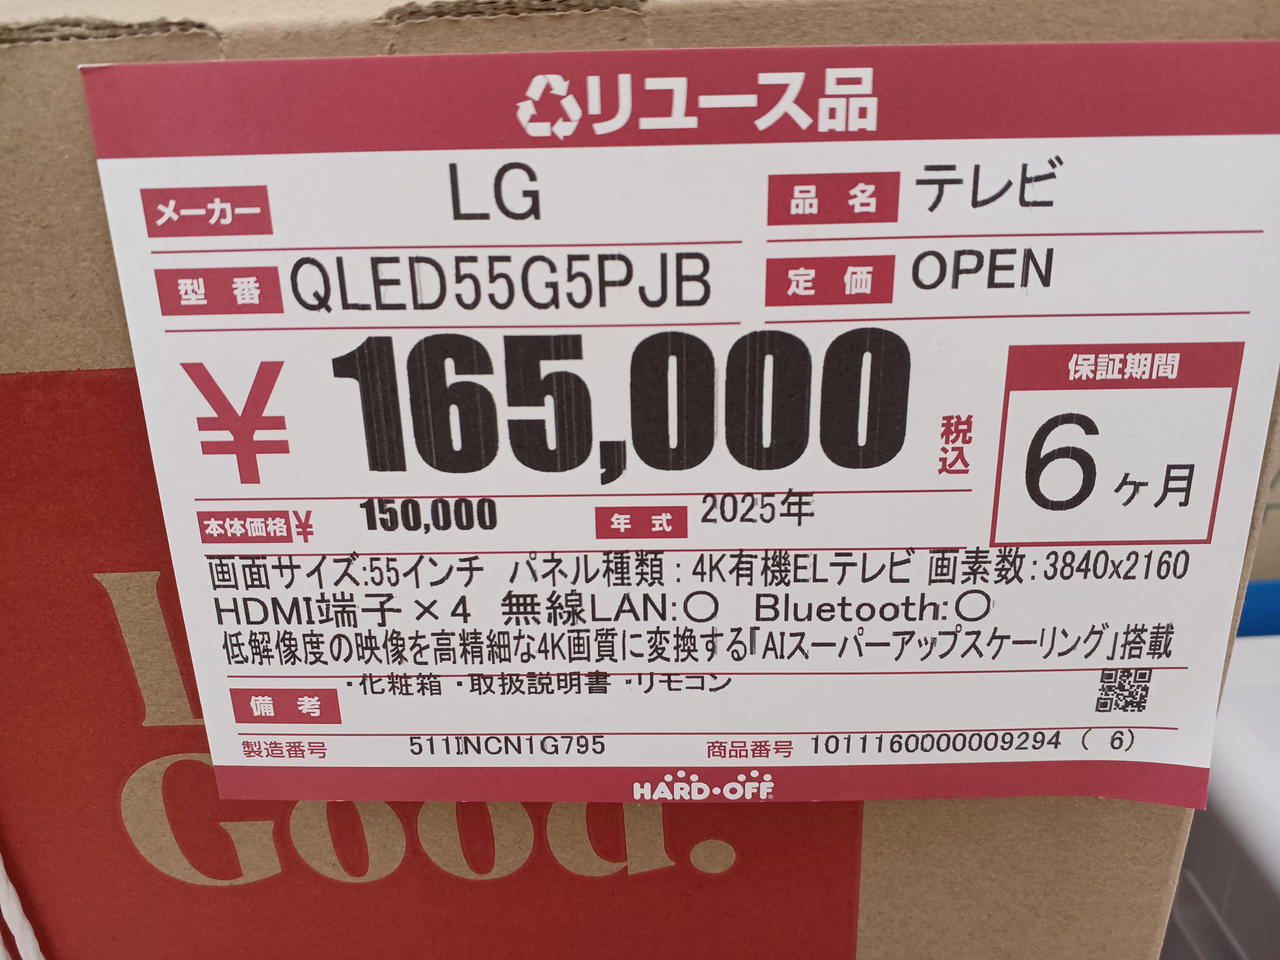 リユース品
メーカー LG 品名 テレビ
型番 QLED55G5PJB 定価 OPEN
¥165,000 税込
保証期間
6ヶ月
本体価格¥ 150,000 年式 2025年
画面サイズ:55インチ パネル種類:4K有機ELテレビ 画素数:3840x2160
HDMI端子×4 無線LAN:〇 Bluetooth:〇
低解像度の映像を高精細な4K画質に変換する「AIスーパーアップスケーリング」搭載
備考 ・化粧箱 ・取扱説明書 ・リモコン
製造番号 511INCN1G795 商品番号 1011160000009294 ( 6)
HARD・OFF
Good.